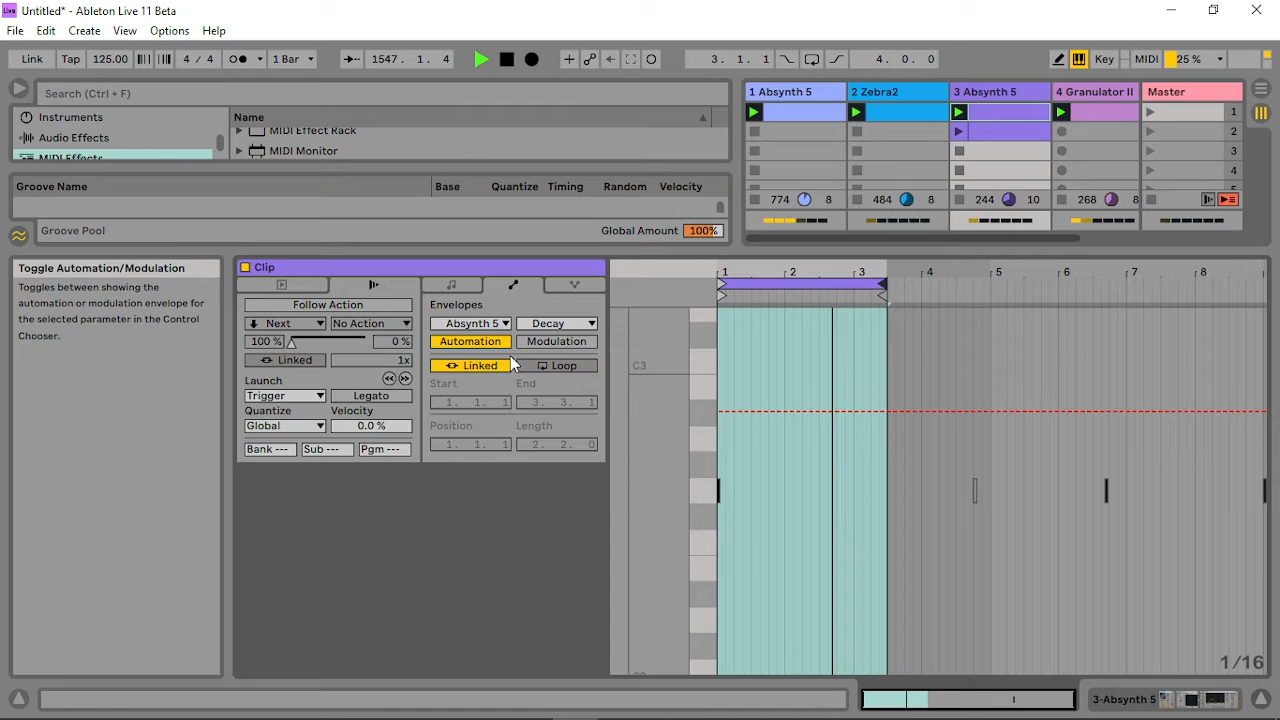 Live Untitled* - Ableton Live 11 Beta
File Edit Create View Options Help
Link Tap 125.00 4 / 4 1 Bar 1547. 1. 4 3. 1. 1 4. 0. 0 Key MIDI 25 %
Search (Ctrl + F)
1 Absynth 5 2 Zebra2 3 Absynth 5 4 Granulator II Master
Instruments Name
1
Audio Effects MIDI Effect Rack
2
MIDI Effects MIDI Monitor
3
4
Groove Name Base Quantize Timing Random Velocity
774 8 484 8 244 10 268 8
Groove Pool Global Amount 100%
Toggle Automation/Modulation
Toggles between showing the
automation or modulation envelope for
the selected parameter in the Control
Chooser.
Clip
Follow Action
Next No Action
100 % 0 %
Linked 1x
Launch
Trigger Legato
Quantize Velocity
Global 0.0 %
Bank --- Sub --- Pgm ---
Envelopes
Absynth 5 Decay
Automation Modulation
Linked Loop
Start End
1. 1. 1 3. 3. 1
Position Length
1. 1. 1 2. 2. 0
1 2 3 4 5 6 7 8
C3
1/16
3-Absynth 5